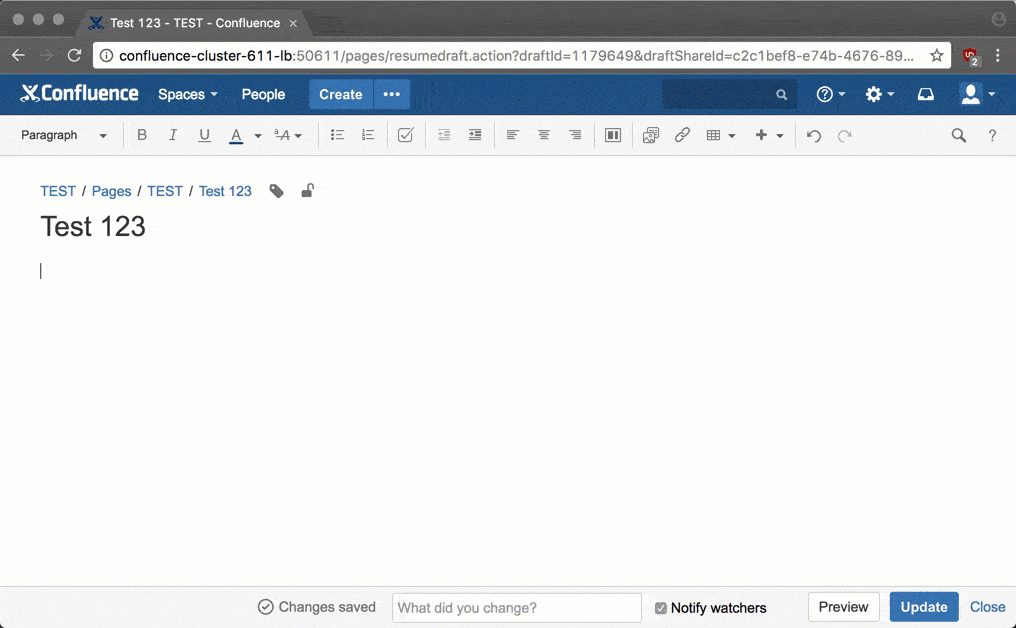 Test 123 - TEST - Confluence
confluence-cluster-611-lb:50611/pages/resumedraft.action?draftId=1179649&draftShareId=c2c1bef8-e74b-4676-89...
2
Confluence Spaces People Create
Paragraph B I U A A ?
TEST / Pages / TEST / Test 123
Test 123
Changes saved What did you change? Notify watchers Preview Update Close